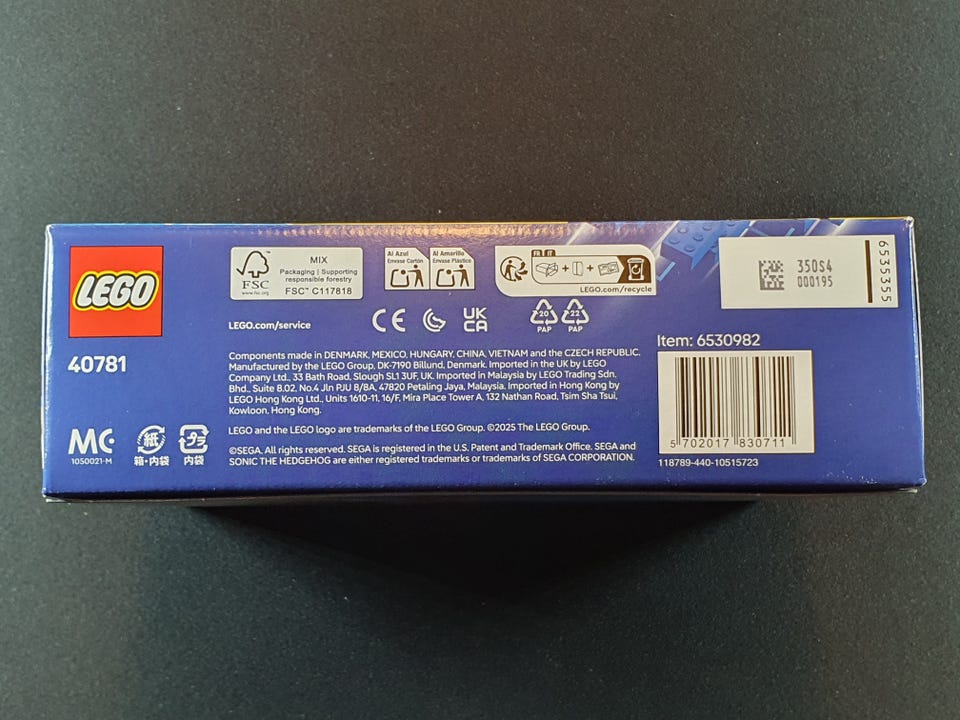 LEGO
40781
MC
1050021-M
紙
箱・内袋
プラ
内袋
FSC
www.fsc.org
MIX
Packaging | Supporting
responsible forestry
FSC™ C117818
Al Azul
Envase Cartón
Al Amarillo
Envase Plástico
FR & IT
LEGO.com/recycle
LEGO.com/service
CE
UK
CA
20
PAP
22
PAP
Components made in DENMARK, MEXICO, HUNGARY, CHINA, VIETNAM and the CZECH REPUBLIC.
Manufactured by the LEGO Group. DK-7190 Billund, Denmark. Imported in the UK by LEGO
Company Ltd., 33 Bath Road, Slough SL1 3UF, UK. Imported in Malaysia by LEGO Trading Sdn.
Bhd., Suite 8.02, No.4 Jln PJU 8/8A, 47820 Petaling Jaya, Malaysia. Imported in Hong Kong by
LEGO Hong Kong Ltd., Units 1610-11, 16/F, Mira Place Tower A, 132 Nathan Road, Tsim Sha Tsui,
Kowloon, Hong Kong.
LEGO and the LEGO logo are trademarks of the LEGO Group. ©2025 The LEGO Group.
©SEGA. All rights reserved. SEGA is registered in the U.S. Patent and Trademark Office. SEGA and
SONIC THE HEDGEHOG are either registered trademarks or trademarks of SEGA CORPORATION.
350S4
000195
6535355
Item: 6530982
5 702017 830711
118789-440-10515723